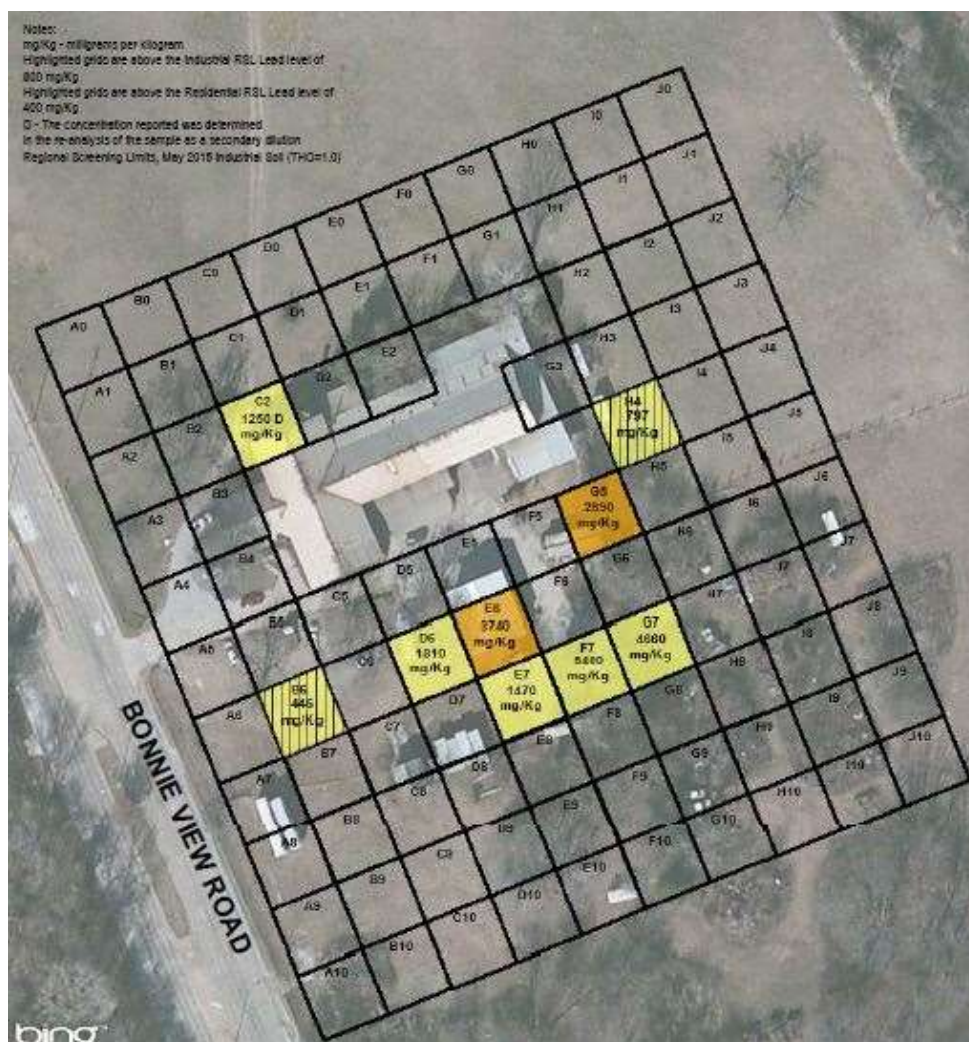 Notes:
mg/Kg - milligrams per kilogram
Highlighted grids are above the Industrial RSL Lead level of
800 mg/Kg
Highlighted grids are above the Residential RSL Lead level of
400 mg/Kg
D - The concentration reported was determined
in the re-analysis of the sample as a secondary dilution
Regional Screening Limits, May 2016 Industrial Soil
A0 B0 C0 D0 E0 F0 G0 H0 I0 J0
A1 B1 C1 D1 E1 F1 G1 H1 I1 J1
A2 B2 C2 D2 E2 H2 I2 J2
1250 D
mg/Kg
A3 B3 G3 H3 I3 J3
A4 B4 H4 I4 J4
797
mg/Kg
A5 B5 C5 D5 E5 F5 G5 H5 I5 J5
mg/Kg
A6 B6 C6 D6 E6 F6 G6 I6 J6
mg/Kg
1810
mg/Kg
3740
mg/Kg
A7 B7 C7 D7 E7 F7 G7 H7 I7 J7
1470
mg/Kg
mg/Kg
4660
mg/Kg
A8 B8 C8 D8 E8 F8 G8 H8 I8 J8
A9 B9 C9 D9 E9 F9 G9 H9 I9 J9
A10 B10 C10 D10 E10 F10 G10 H10 I10 J10
BONNIE VIEW ROAD
bing